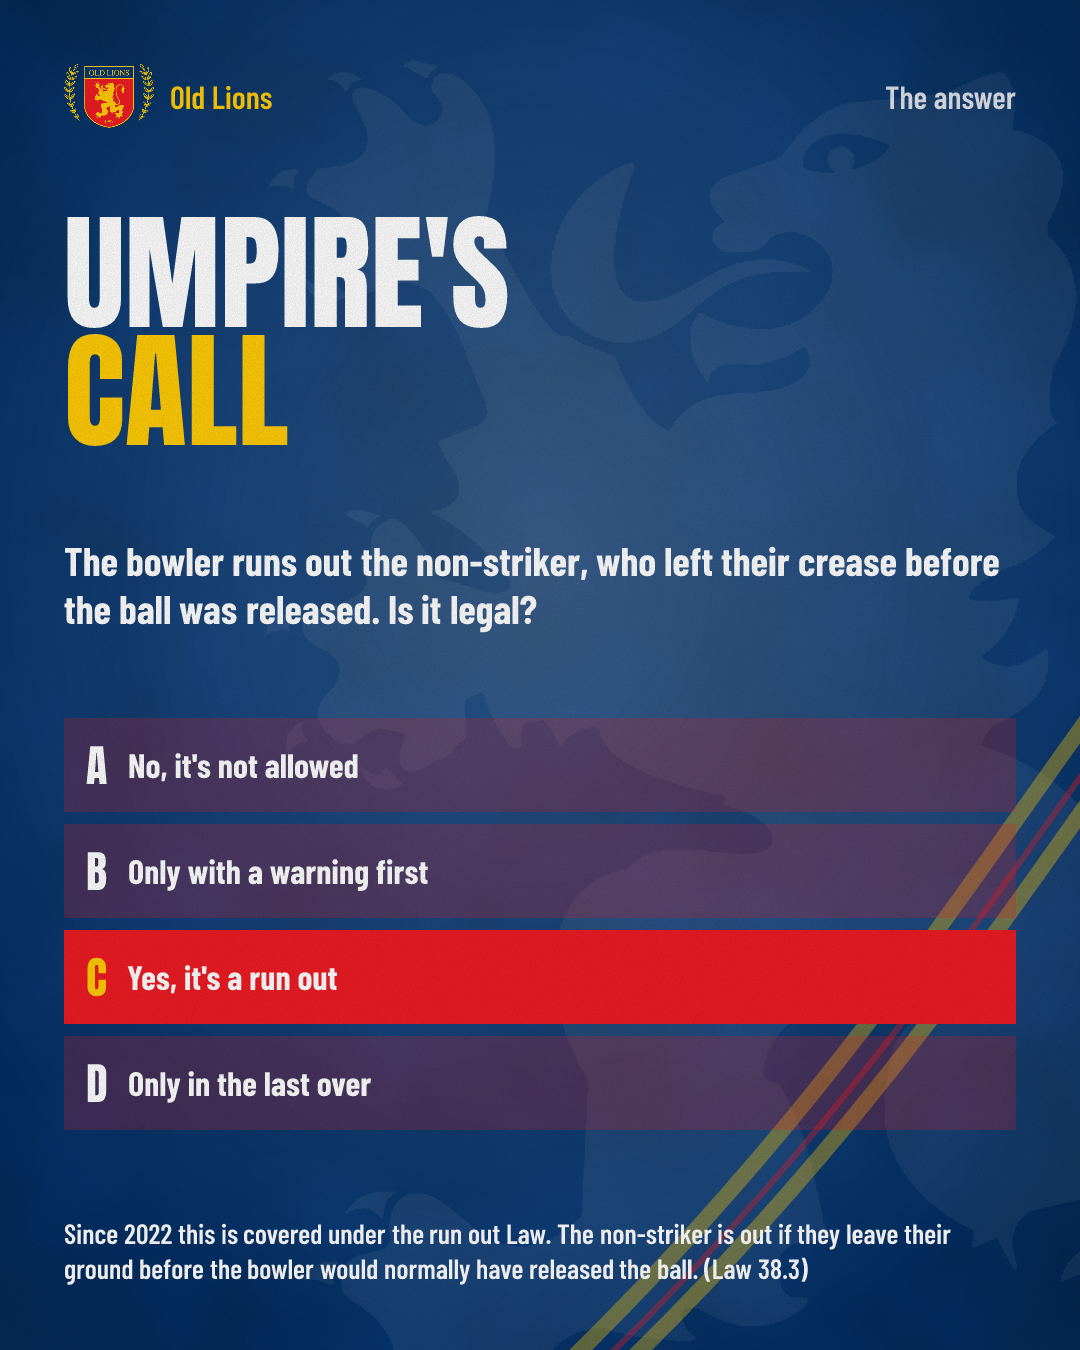 OLD LIONS
Old Lions
The answer
UMPIRE'S
CALL
The bowler runs out the non-striker, who left their crease before
the ball was released. Is it legal?
A No, it's not allowed
B Only with a warning first
C Yes, it's a run out
D Only in the last over
Since 2022 this is covered under the run out Law. The non-striker is out if they leave their
ground before the bowler would normally have released the ball. (Law 38.3)